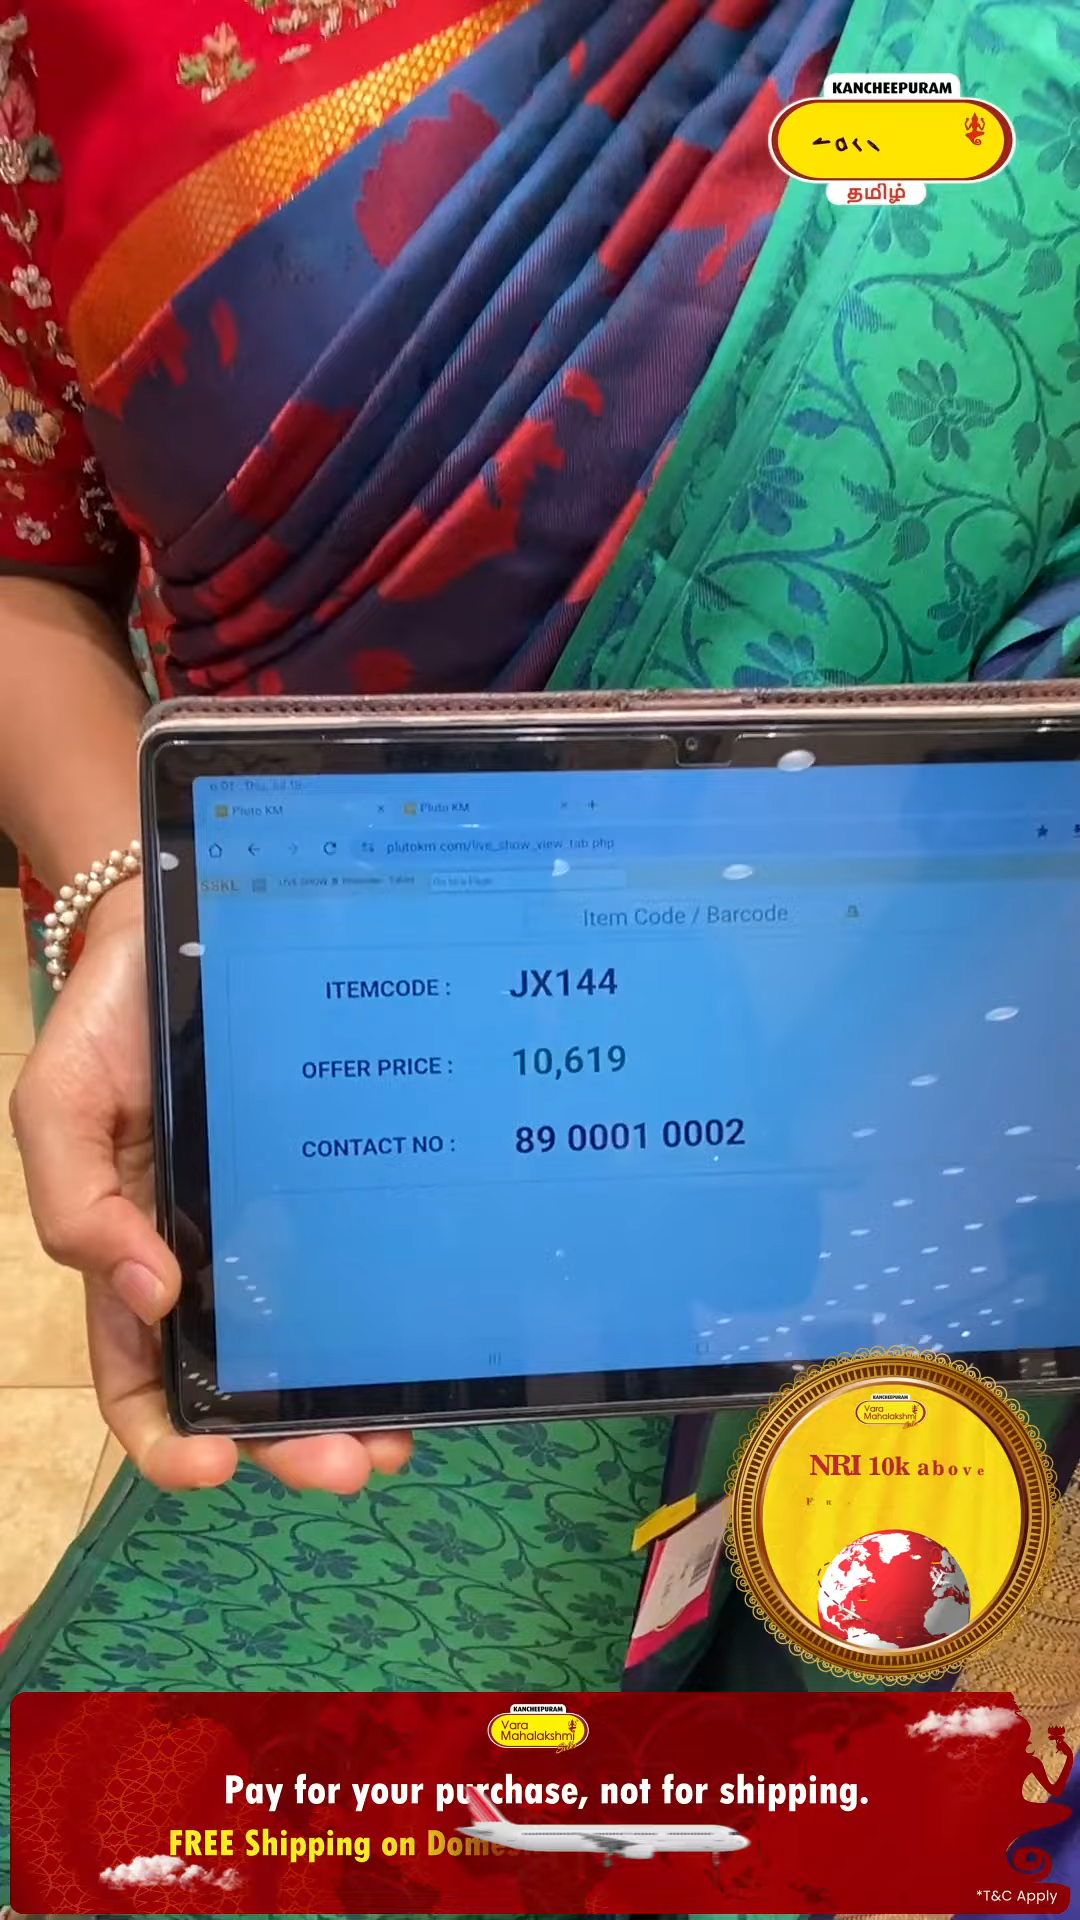 KANCHEEPURAM
தமிழ்
Pluto KM
Pluto KM
plutokm.com/live_show_view_tab.php
SSKL
Item Code / Barcode
ITEMCODE : JX144
OFFER PRICE : 10,619
CONTACT NO : 89 0001 0002
KANCHEEPURAM
Vara
Mahalakshmi
NRI 10k above
KANCHEEPURAM
Vara
Mahalakshmi
Pay for your purchase, not for shipping.
FREE Shipping on
*T&C Apply